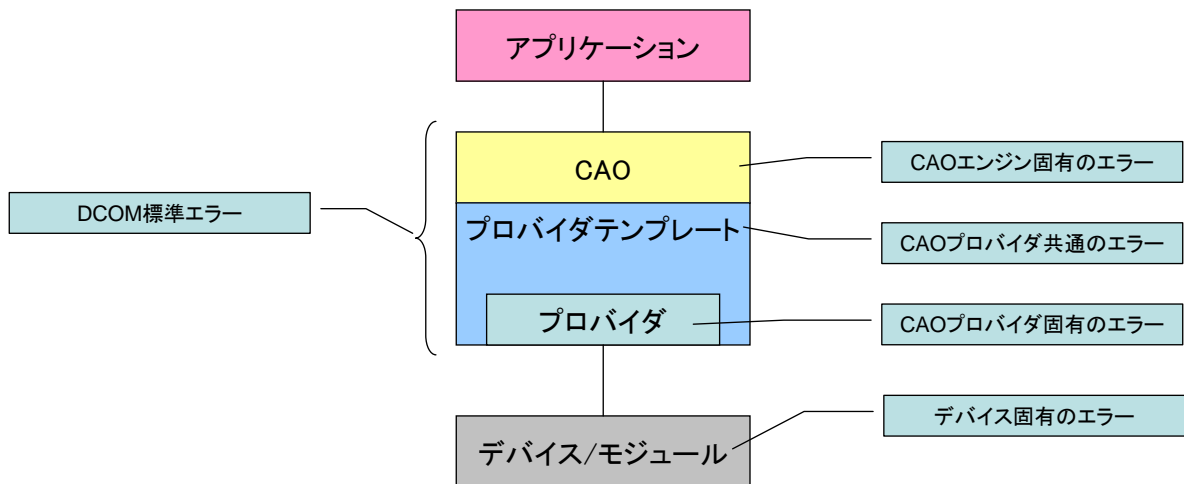 アプリケーション
CAO
CAOエンジン固有のエラー
DCOM標準エラー
プロバイダテンプレート
CAOプロバイダ共通のエラー
プロバイダ
CAOプロバイダ固有のエラー
デバイス固有のエラー
デバイス/モジュール